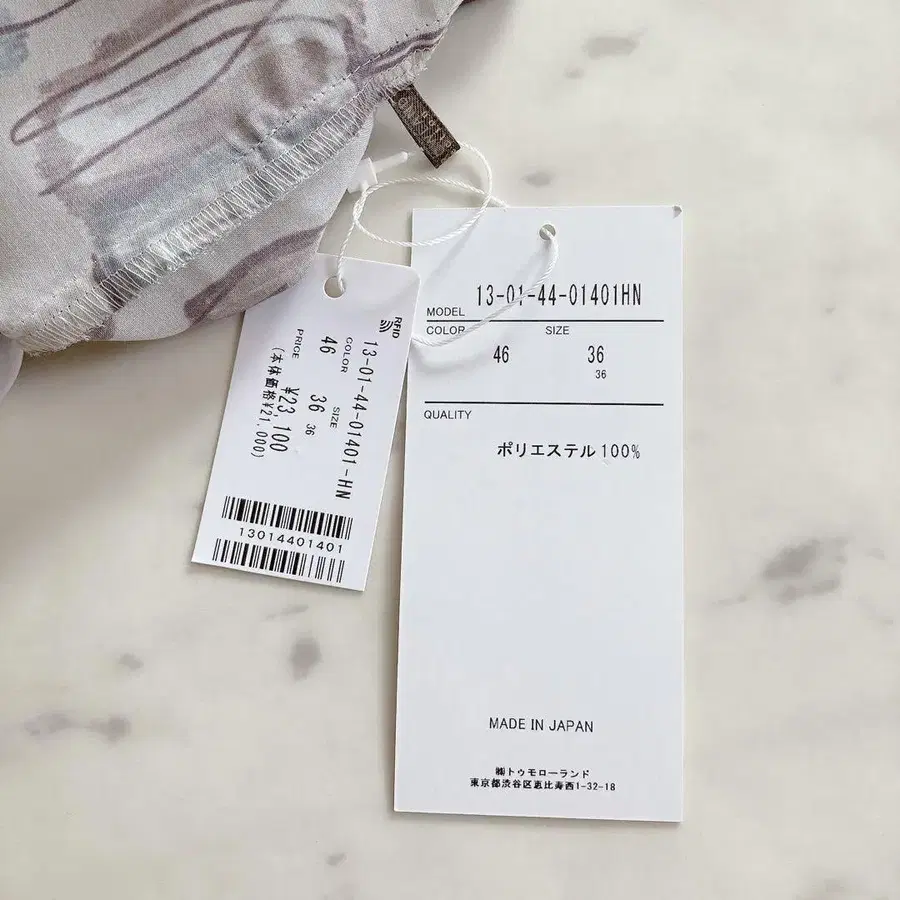 RFID
13-01-44-01401-HN
COLOR
SIZE
46
36
36
PRICE
¥23,100
(本体価格¥21,000)
13014401401
MODEL
13-01-44-01401HN
COLOR
SIZE
46
36
36
QUALITY
ポリエステル100%
MADE IN JAPAN
㈱トゥモローランド
東京都渋谷区恵比寿西1-32-18